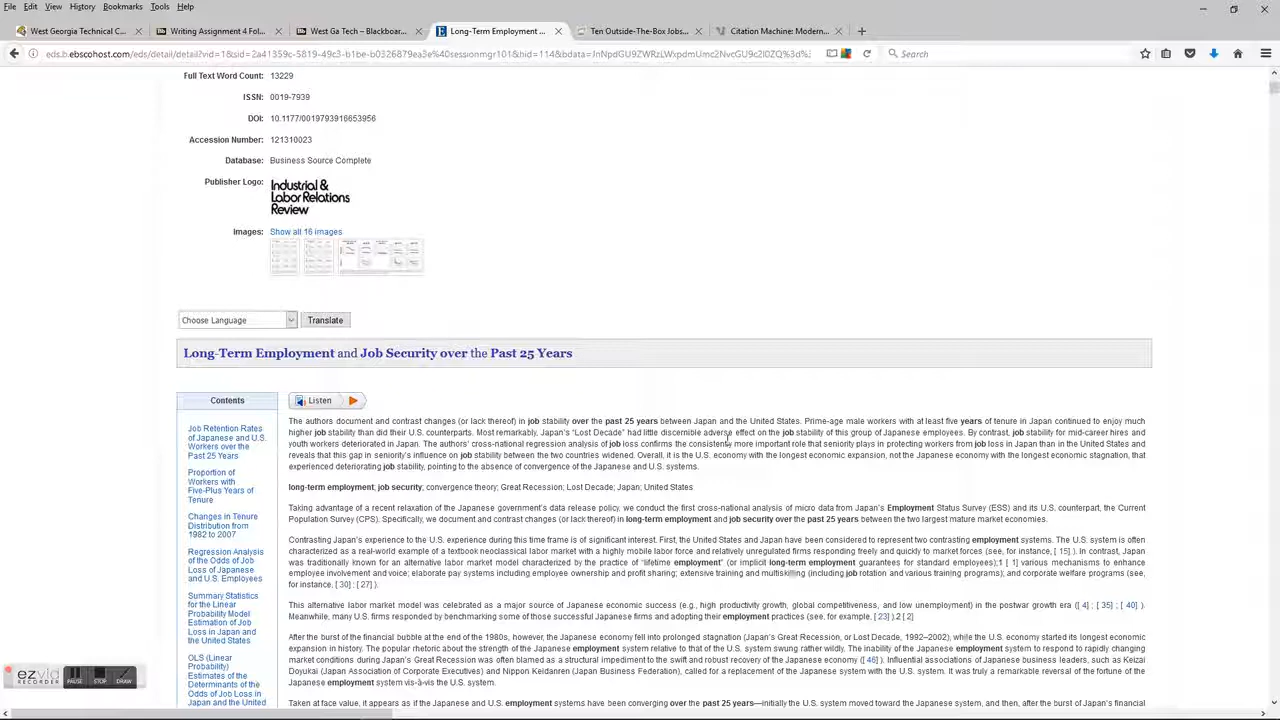 File Edit View History Bookmarks Tools Help
West Georgia Technical C...
Writing Assignment 4 Fol...
West Ga Tech – Blackboar...
Long-Term Employment ...
Ten Outside-The-Box Jobs...
Citation Machine: Modern...
Search
Full Text Word Count: 13229
ISSN: 0019-7939
DOI: 10.1177/0019793916653956
Accession Number: 121310023
Database: Business Source Complete
Publisher Logo: Industrial &
Labor Relations
Review
Images: Show all 16 images
Choose Language Translate
Long-Term Employment and Job Security over the Past 25 Years
Contents
Job Retention Rates
of Japanese and U.S.
Workers over the
Past 25 Years
Proportion of
Workers with
Five-Plus Years of
Tenure
Changes in Tenure
Distribution from
1982 to 2007
Regression Analysis
of the Odds of Job
Loss of Japanese
and U.S. Employees
Summary Statistics
for the Linear
Probability Model
Estimation of Job
Loss in Japan and
the United States
OLS (Linear
Probability)
Estimates of the
Determinants of the
Odds of Job Loss in
Japan and the United
Listen
The authors document and contrast changes (or lack thereof) in job stability over the past 25 years between Japan and the United States. Prime-age male workers with at least five years of tenure in Japan continued to enjoy much
higher job stability than did their U.S. counterparts. Most remarkably, Japan's "Lost Decade" had little discernible adverse effect on the job stability of this group of Japanese employees. By contrast, job stability for mid-career hires and
youth workers deteriorated in Japan. The authors' cross-national regression analysis of job loss confirms the consistently more important role that seniority plays in protecting workers from job loss in Japan than in the United States and
reveals that this gap in seniority's influence on job stability between the two countries widened. Overall, it is the U.S. economy with the longest economic expansion, not the Japanese economy with the longest economic stagnation, that
experienced deteriorating job stability, pointing to the absence of convergence of the Japanese and U.S. systems.
long-term employment; job security; convergence theory; Great Recession; Lost Decade; Japan; United States
Taking advantage of a recent relaxation of the Japanese government's data release policy, we conduct the first cross-national analysis of micro data from Japan's Employment Status Survey (ESS) and its U.S. counterpart, the Current
Population Survey (CPS). Specifically, we document and contrast changes (or lack thereof) in long-term employment and job security over the past 25 years between the two largest mature market economies.
Contrasting Japan's experience to the U.S. experience during this time frame is of significant interest. First, the United States and Japan have been considered to represent two contrasting employment systems. The U.S. system is often
characterized as a real-world example of a textbook neoclassical labor market with a highly mobile labor force and relatively unregulated firms responding freely and quickly to market forces (see, for instance, [ 15] ). In contrast, Japan
was traditionally known for an alternative labor market model characterized by the practice of "lifetime employment" (or implicit long-term employment guarantees for standard employees);1 [ 1] various mechanisms to enhance
employee involvement and voice; elaborate pay systems including employee ownership and profit sharing; extensive training and multiskilling (including job rotation and various training programs); and corporate welfare programs (see,
for instance, [ 30] ; [ 27] ).
This alternative labor market model was celebrated as a major source of Japanese economic success (e.g., high productivity growth, global competitiveness, and low unemployment) in the postwar growth era ([ 4] ; [ 35] ; [ 40] ).
Meanwhile, many U.S. firms responded by benchmarking some of those successful Japanese firms and adopting their employment practices (see, for example, [ 23] ).2 [ 2]
After the burst of the financial bubble at the end of the 1980s, however, the Japanese economy fell into prolonged stagnation (Japan's Great Recession, or Lost Decade, 1992–2002), while the U.S. economy started its longest economic
expansion in history. The popular rhetoric about the strength of the Japanese employment system relative to that of the U.S. system swung rather wildly. The inability of the Japanese employment system to respond to rapidly changing
market conditions during Japan's Great Recession was often blamed as a structural impediment to the swift and robust recovery of the Japanese economy ([ 46] ). Influential associations of Japanese business leaders, such as Keizai
Doyukai (Japan Association of Corporate Executives) and Nippon Keidanren (Japan Business Federation), called for a replacement of the Japanese system with the U.S. system. It was truly a remarkable reversal of the fortune of the
Japanese employment system vis-à-vis the U.S. system.
Taken at face value, it appears as if the Japanese and U.S. employment systems have been converging over the past 25 years—initially the U.S. system moved toward the Japanese system, and then, after the burst of Japan's financial
ezvid
RECORDER
PAUSE STOP DRAW